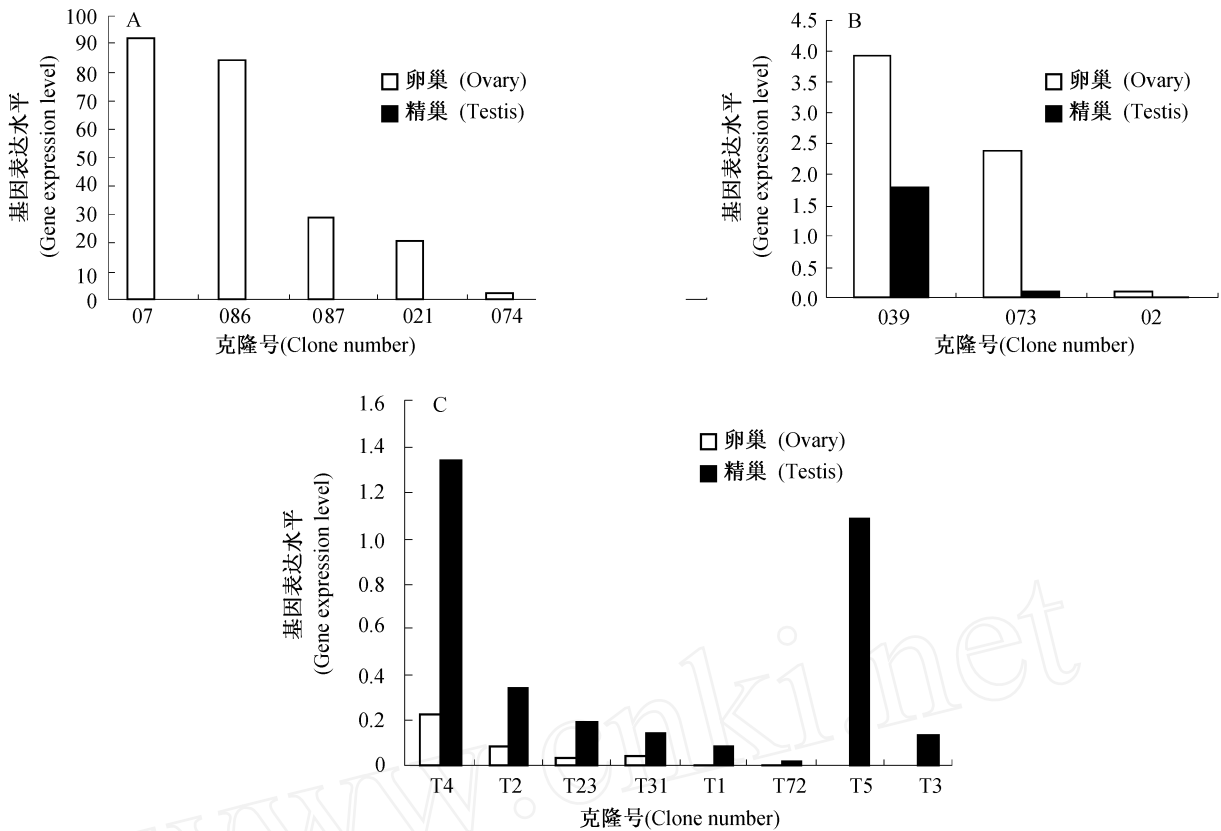 A
100
90
80
70
60
50
40
30
20
10
0
基因表达水平
(Gene expression level)
卵巢 (Ovary)
精巢 (Testis)
07 086 087 021 074
克隆号(Clone number)
B
4.5
4.0
3.5
3.0
2.5
2.0
1.5
1.0
0.5
0.0
基因表达水平
(Gene expression level)
卵巢 (Ovary)
精巢 (Testis)
039 073 02
克隆号(Clone number)
C
1.6
1.4
1.2
1.0
0.8
0.6
0.4
0.2
0
基因表达水平
(Gene expression level)
卵巢 (Ovary)
精巢 (Testis)
T4 T2 T23 T31 T1 T72 T5 T3
克隆号(Clone number)
www.cnki.net